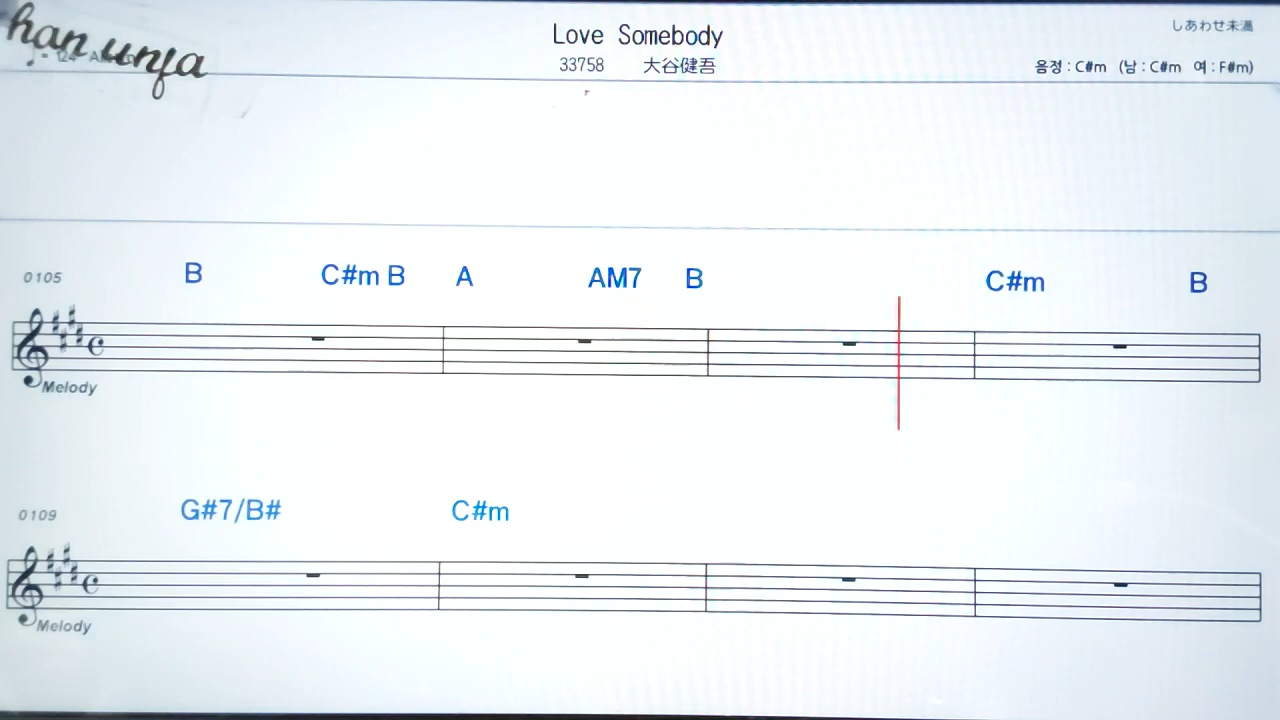 han unfa
Love Somebody
しあわせ未満
33758 大谷健吾
음정 : C#m (남 : C#m 여 : F#m)
0105 B C#m B A AM7 B C#m B
Melody
0109 G#7/B# C#m
Melody